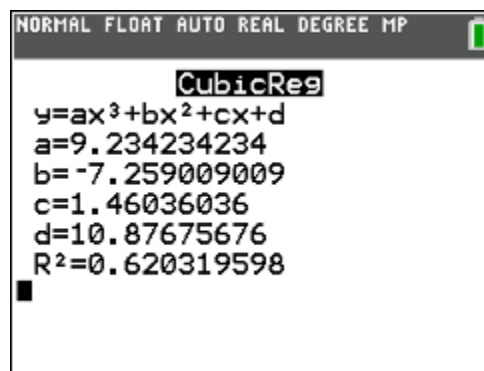 NORMAL FLOAT AUTO REAL DEGREE MP
CubicReg
y=ax³+bx²+cx+d
a=9.234234234
b=-7.259009009
c=1.46036036
d=10.87675676
R²=0.620319598